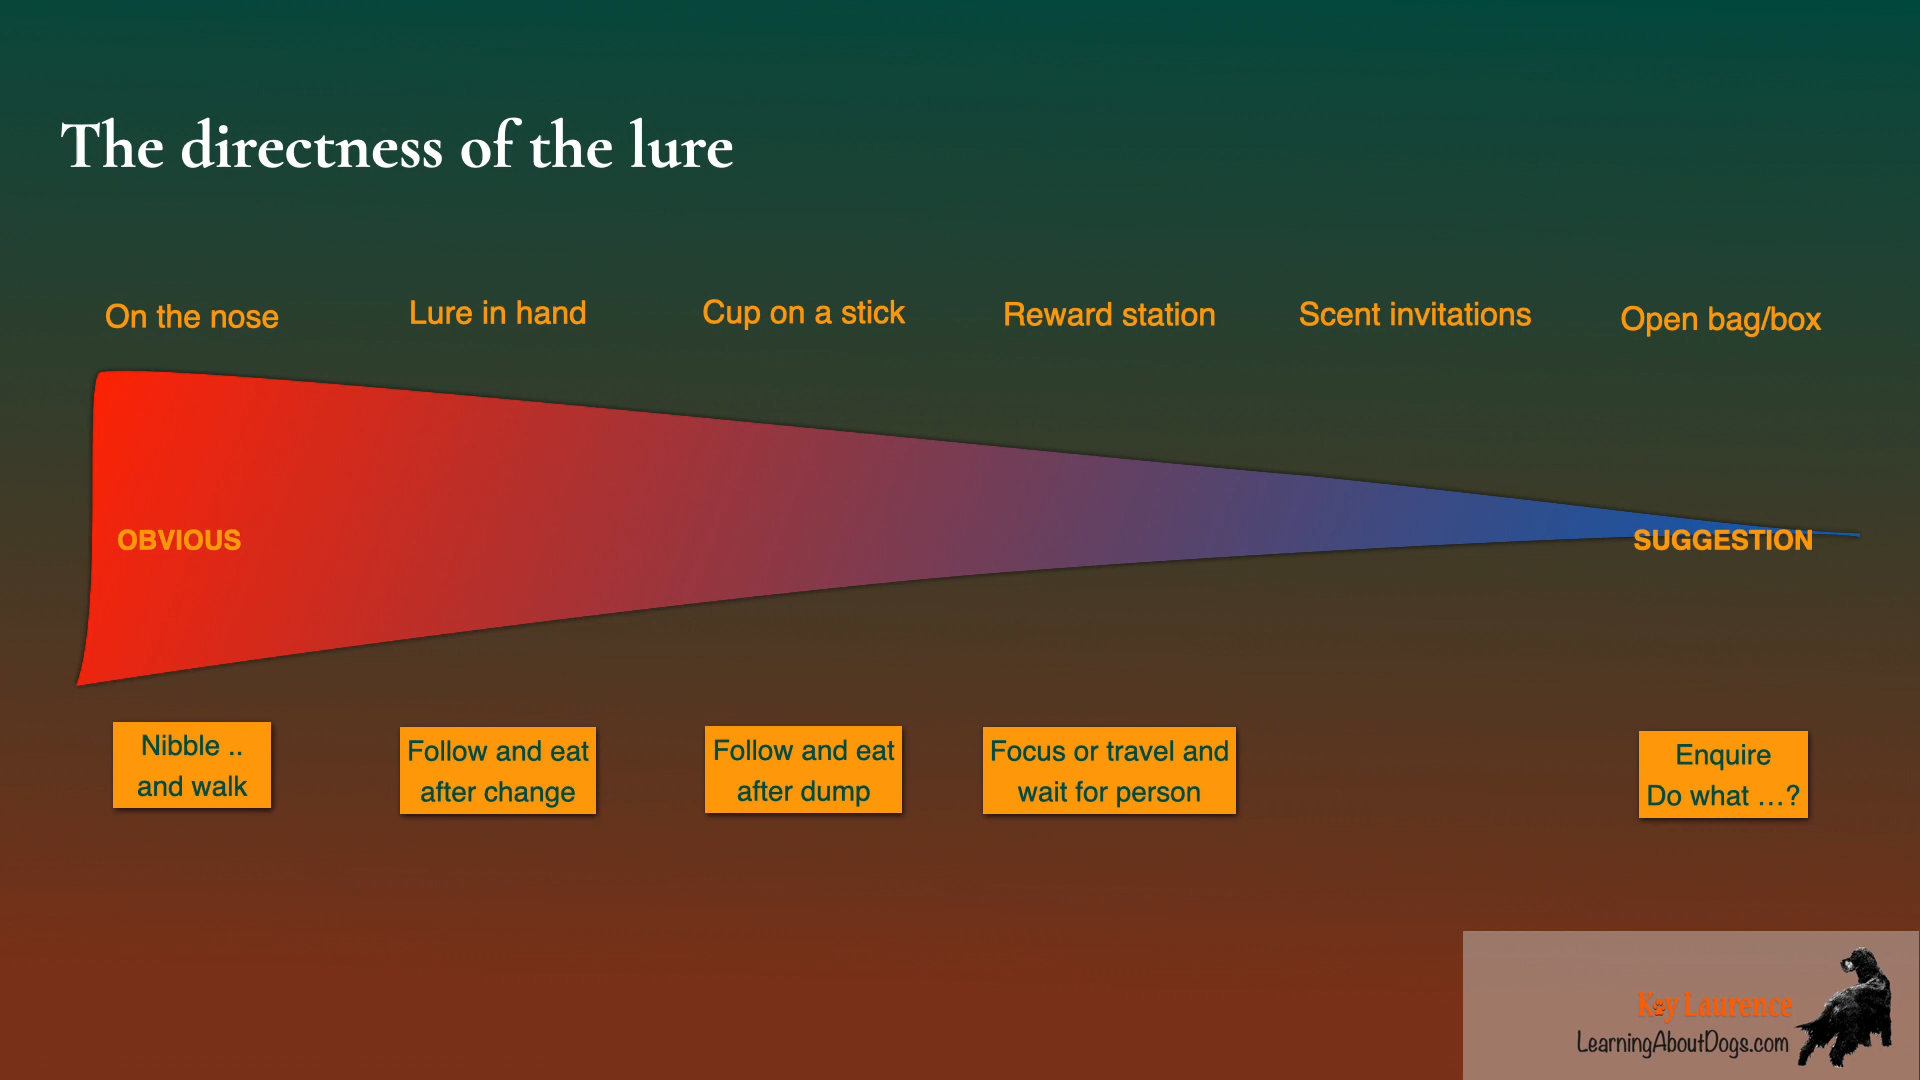 The directness of the lure
On the nose
Lure in hand
Cup on a stick
Reward station
Scent invitations
Open bag/box
OBVIOUS
SUGGESTION
Nibble ..
and walk
Follow and eat
after change
Follow and eat
after dump
Focus or travel and
wait for person
Enquire
Do what …?
Kay Laurence
LearningAboutDogs.com